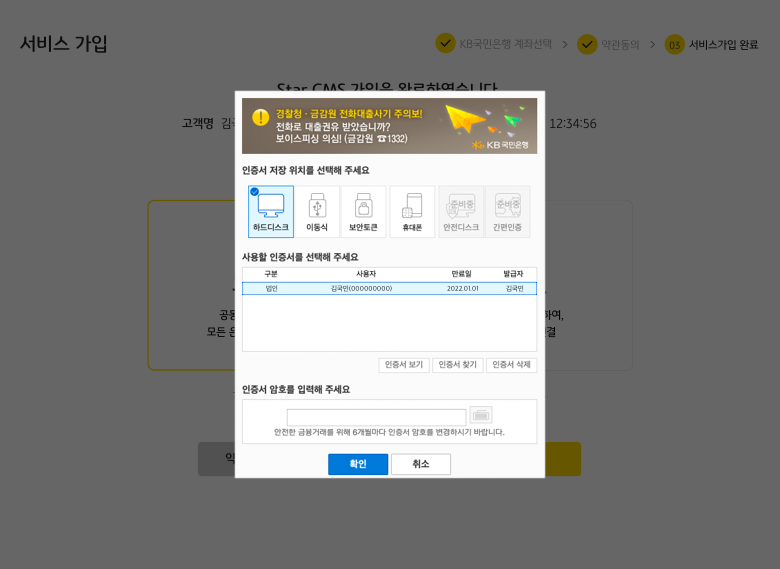 서비스 가입
KB국민은행 계좌선택
약관동의
03 서비스가입 완료
Star CMS 가입을 완료하였습니다
고객명
12:34:56
경찰청 · 금감원 전화대출사기 주의보!
전화로 대출권유 받았습니까?
보이스피싱 의심! (금감원 ☎1332)
KB 국민은행
인증서 저장 위치를 선택해 주세요
하드디스크
이동식
보안토큰
휴대폰
준비중
안전디스크
준비중
간편인증
사용할 인증서를 선택해 주세요
구분 사용자 만료일 발급자
법인 김국민(000000000) 2022.01.01 김국민
하여,
모든
인증서 보기 인증서 찾기 인증서 삭제
인증서 암호를 입력해 주세요
안전한 금융거래를 위해 6개월마다 인증서 암호를 변경하시기 바랍니다.
확인 취소